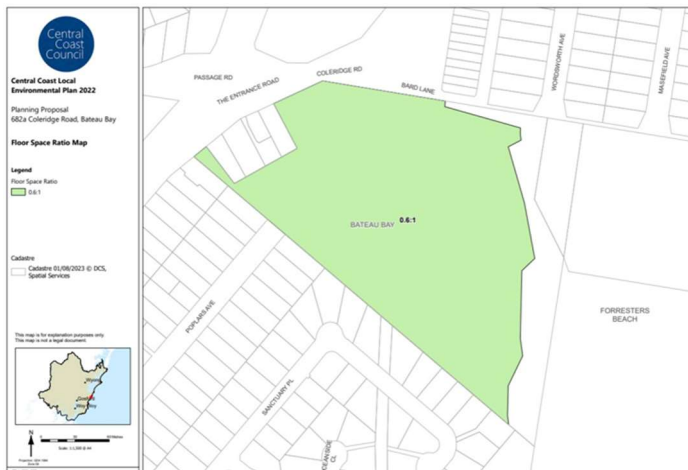 Central
Coast
Council
Central Coast Local
Environmental Plan 2022
Planning Proposal
682a Coleridge Road, Bateau Bay
Floor Space Ratio Map
Legend
Floor Space Ratio
0.6:1
Cadastre
Cadastre 01/08/2023 © DCS,
Spatial Services
This map is for explanation purposes only.
This map is not a legal document.
Wyong
Woy Woy
N
PASSAGE RD
THE ENTRANCE ROAD
COLERIDGE RD
BARD LANE
WORDSWORTH AVE
MASEFIELD AVE
BATEAU BAY
0.6:1
FORRESTERS
BEACH
POPLARS AVE
SANCTUARY PL